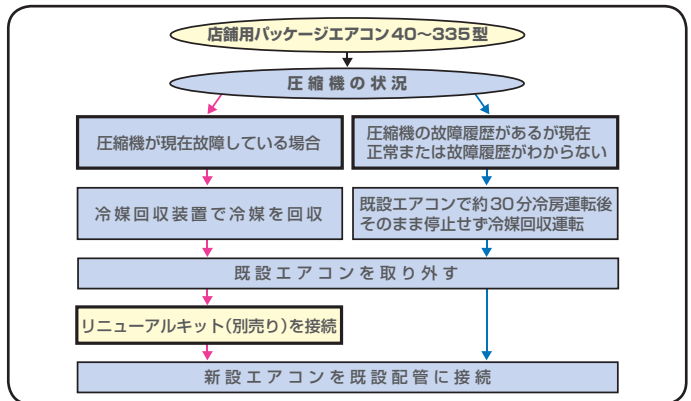 店舗用パッケージエアコン40～335型
圧縮機の状況
圧縮機が現在故障している場合
圧縮機の故障履歴があるが現在
正常または故障履歴がわからない
冷媒回収装置で冷媒を回収
既設エアコンで約30分冷房運転後
そのまま停止せず冷媒回収運転
既設エアコンを取り外す
リニューアルキット(別売り)を接続
新設エアコンを既設配管に接続